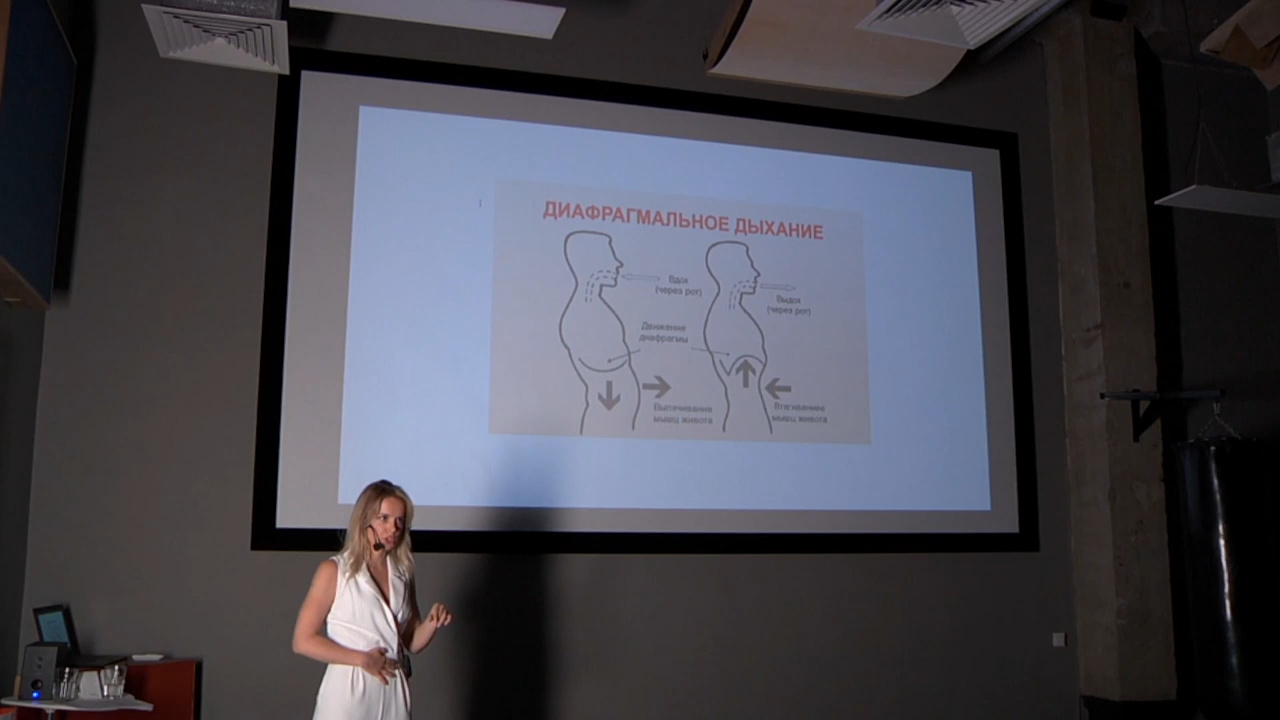 ДИАФРАГМАЛЬНОЕ ДЫХАНИЕ
Вдох
(через рот)
Выдох
(через рот)
Движение
диафрагмы
Выпячивание
мышц живота
Втягивание
мышц живота